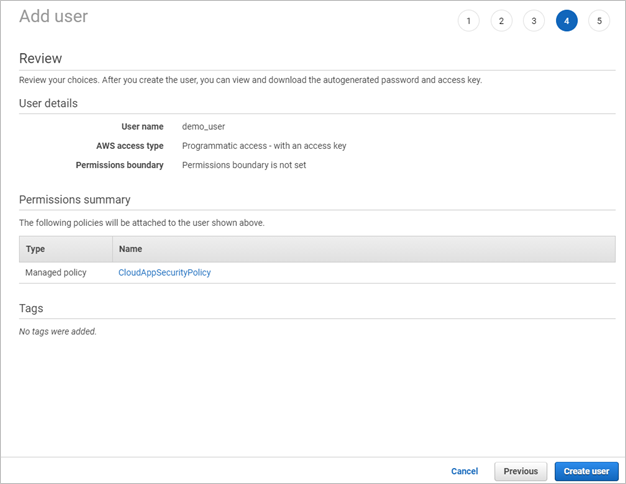 Add user
1 2 3 4 5
Review
Review your choices. After you create the user, you can view and download the autogenerated password and access key.
User details
User name demo_user
AWS access type Programmatic access - with an access key
Permissions boundary Permissions boundary is not set
Permissions summary
The following policies will be attached to the user shown above.
Type Name
Managed policy CloudAppSecurityPolicy
Tags
No tags were added.
Cancel Previous Create user